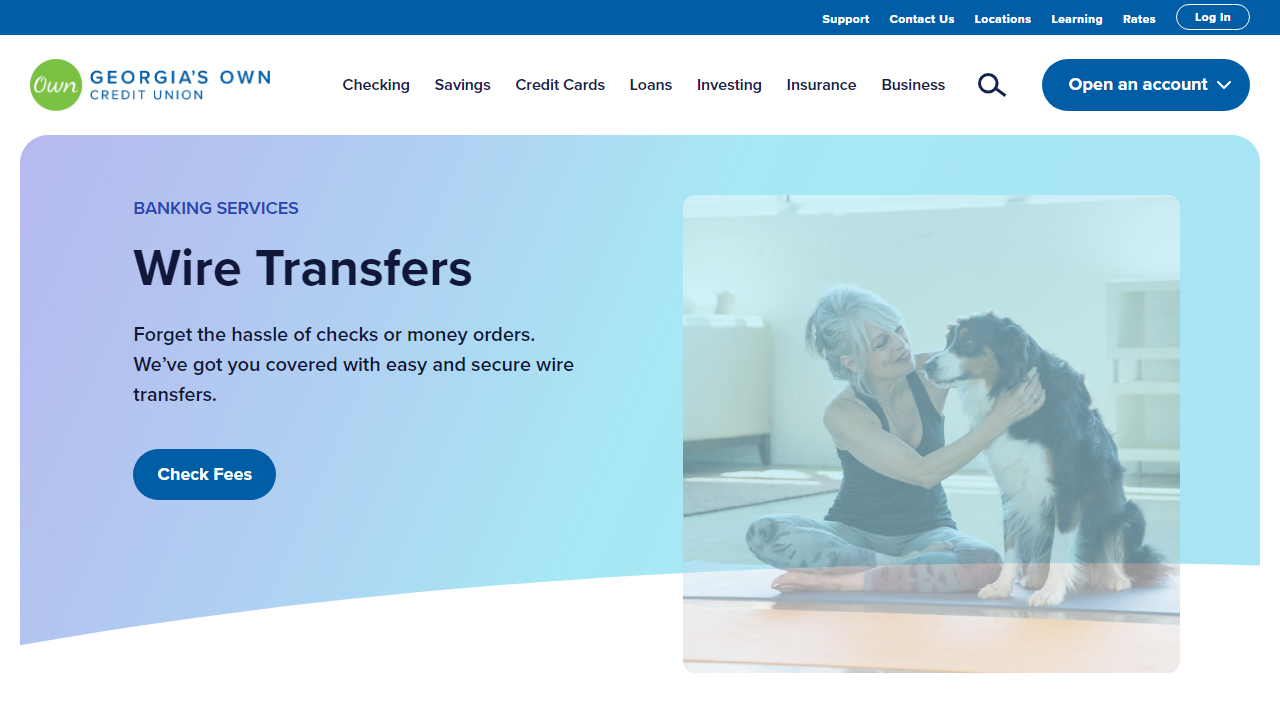 Support Contact Us Locations Learning Rates Log In
Own GEORGIA'S OWN
CREDIT UNION
Checking Savings Credit Cards Loans Investing Insurance Business Open an account
BANKING SERVICES
Wire Transfers
Forget the hassle of checks or money orders.
We’ve got you covered with easy and secure wire
transfers.
Check Fees